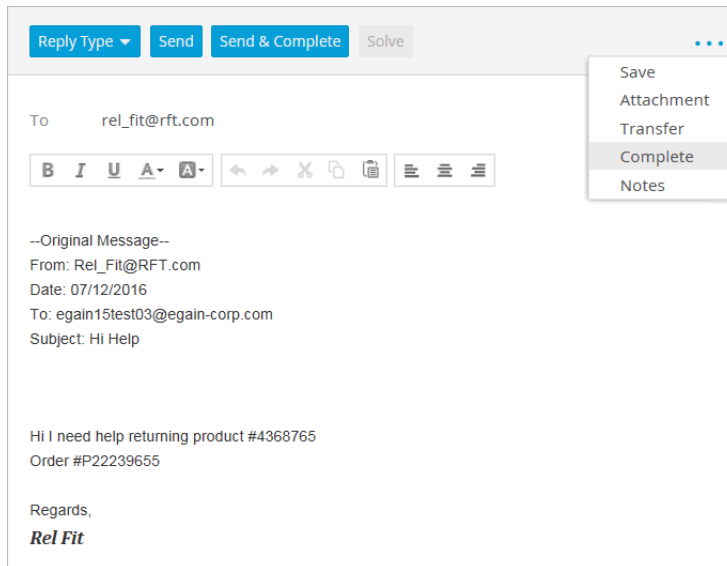 Reply Type Send Send & Complete Solve
Save
Attachment
Transfer
Complete
Notes
To rel_fit@rft.com
B I U A A
--Original Message--
From: Rel_Fit@RFT.com
Date: 07/12/2016
To: egain15test03@egain-corp.com
Subject: Hi Help
Hi I need help returning product #4368765
Order #P22239655
Regards,
Rel Fit